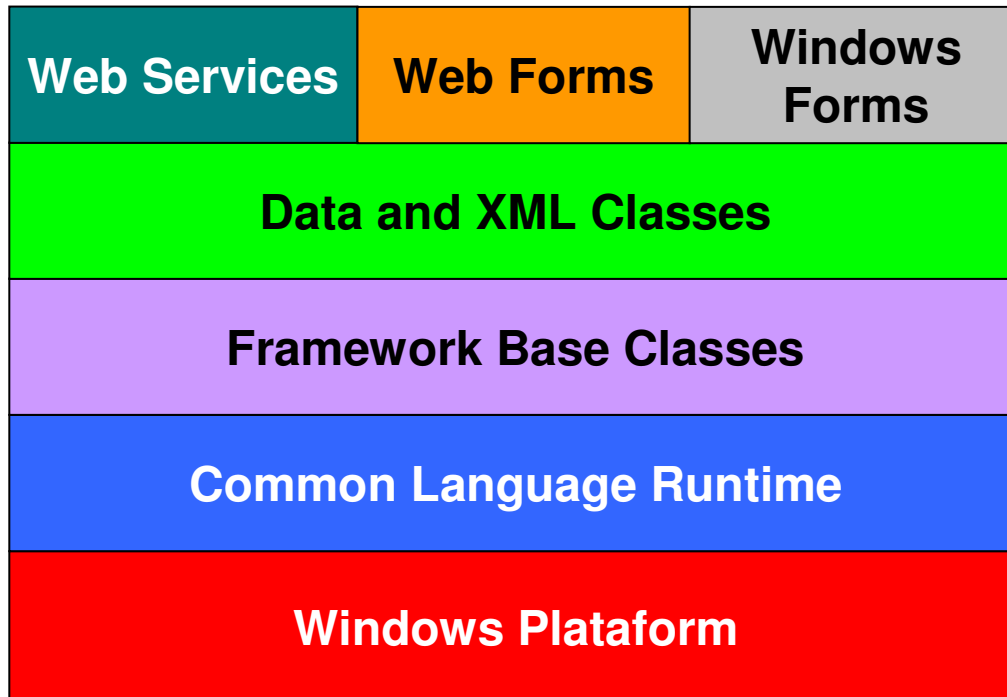 Web Services
Web Forms
Windows
Forms
Data and XML Classes
Framework Base Classes
Common Language Runtime
Windows Plataform